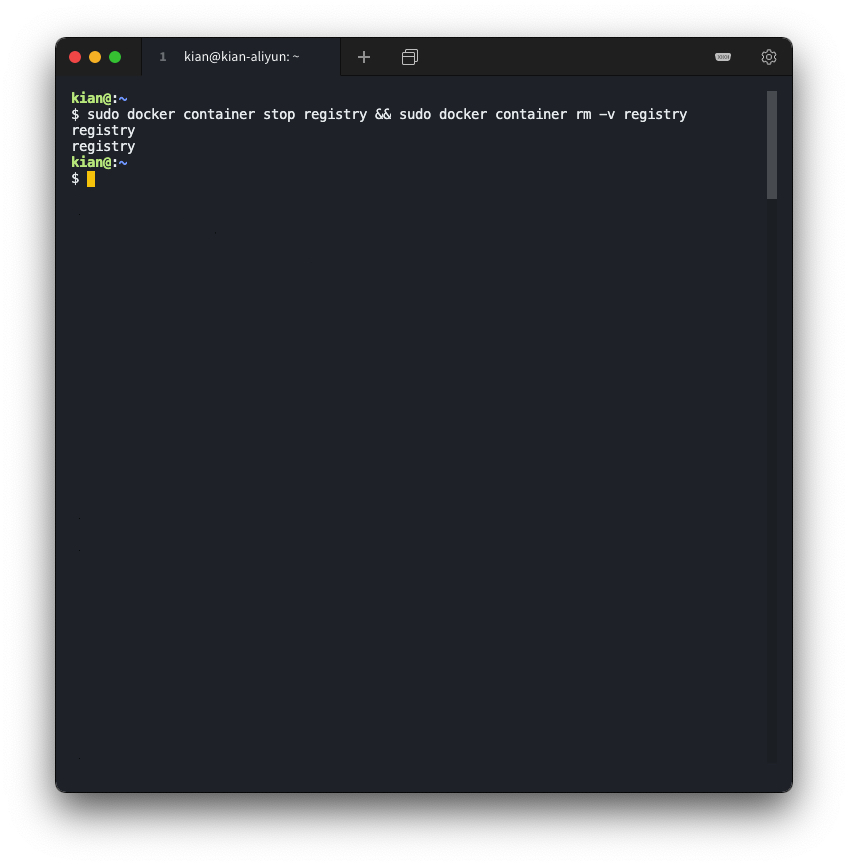 1 kian@kian-aliyun: ~
kian@:~
$ sudo docker container stop registry && sudo docker container rm -v registry
registry
registry
kian@:~
$